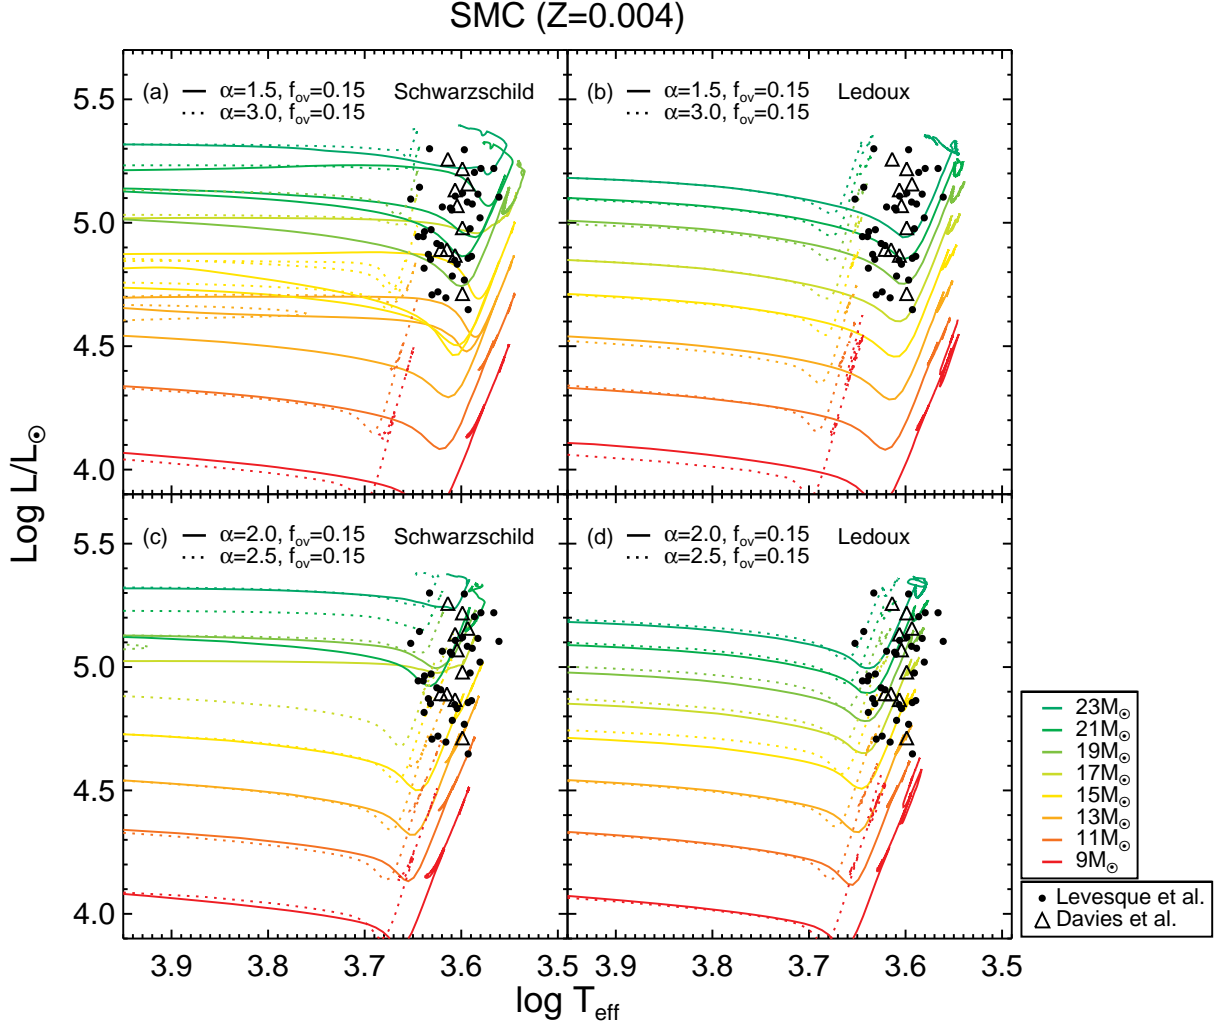 SMC (Z=0.004)
(a) α=1.5, f_ov=0.15 Schwarzschild
α=3.0, f_ov=0.15
(b) α=1.5, f_ov=0.15 Ledoux
α=3.0, f_ov=0.15
5.5
5.0
4.5
4.0
(c) α=2.0, f_ov=0.15 Schwarzschild
α=2.5, f_ov=0.15
(d) α=2.0, f_ov=0.15 Ledoux
α=2.5, f_ov=0.15
5.5
5.0
4.5
4.0
Log L/L☉
3.9 3.8 3.7 3.6 3.5 3.9 3.8 3.7 3.6 3.5
log T_eff
23M☉
21M☉
19M☉
17M☉
15M☉
13M☉
11M☉
9M☉
Levesque et al.
Davies et al.